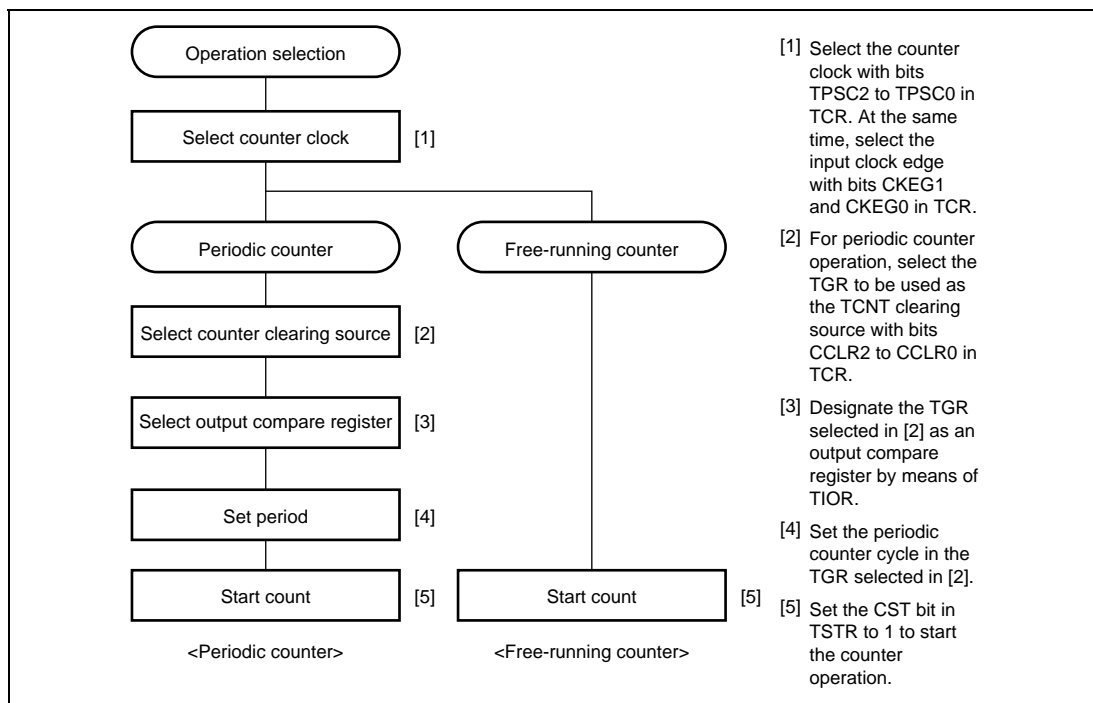 Operation selection
Select counter clock [1]
Periodic counter Free-running counter
Select counter clearing source [2]
Select output compare register [3]
Set period [4]
Start count [5] Start count [5]
<Periodic counter> <Free-running counter>
[1] Select the counter
clock with bits
TPSC2 to TPSC0 in
TCR. At the same
time, select the
input clock edge
with bits CKEG1
and CKEG0 in TCR.
[2] For periodic counter
operation, select the
TGR to be used as
the TCNT clearing
source with bits
CCLR2 to CCLR0 in
TCR.
[3] Designate the TGR
selected in [2] as an
output compare
register by means of
TIOR.
[4] Set the periodic
counter cycle in the
TGR selected in [2].
[5] Set the CST bit in
TSTR to 1 to start
the counter
operation.